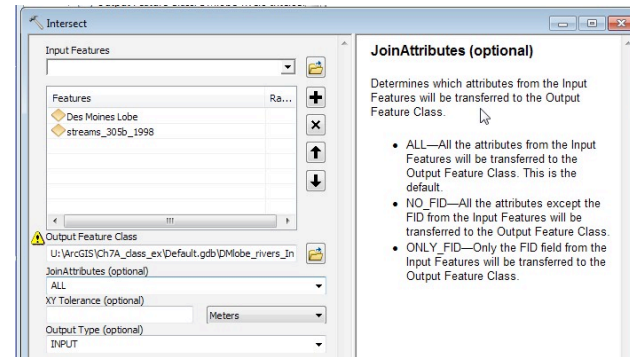 Intersect
Input Features
Features
Ra...
Des Moines Lobe
streams_305b_1998
Output Feature Class
U:\ArcGIS\Ch7A_class_ex\Default.gdb\DMlobe_rivers_In
JoinAttributes (optional)
ALL
XY Tolerance (optional)
Meters
Output Type (optional)
INPUT
JoinAttributes (optional)
Determines which attributes from the Input
Features will be transferred to the Output
Feature Class.
• ALL—All the attributes from the Input
Features will be transferred to the
Output Feature Class. This is the
default.
• NO_FID—All the attributes except the
FID from the Input Features will be
transferred to the Output Feature Class.
• ONLY_FID—Only the FID field from the
Input Features will be transferred to the
Output Feature Class.